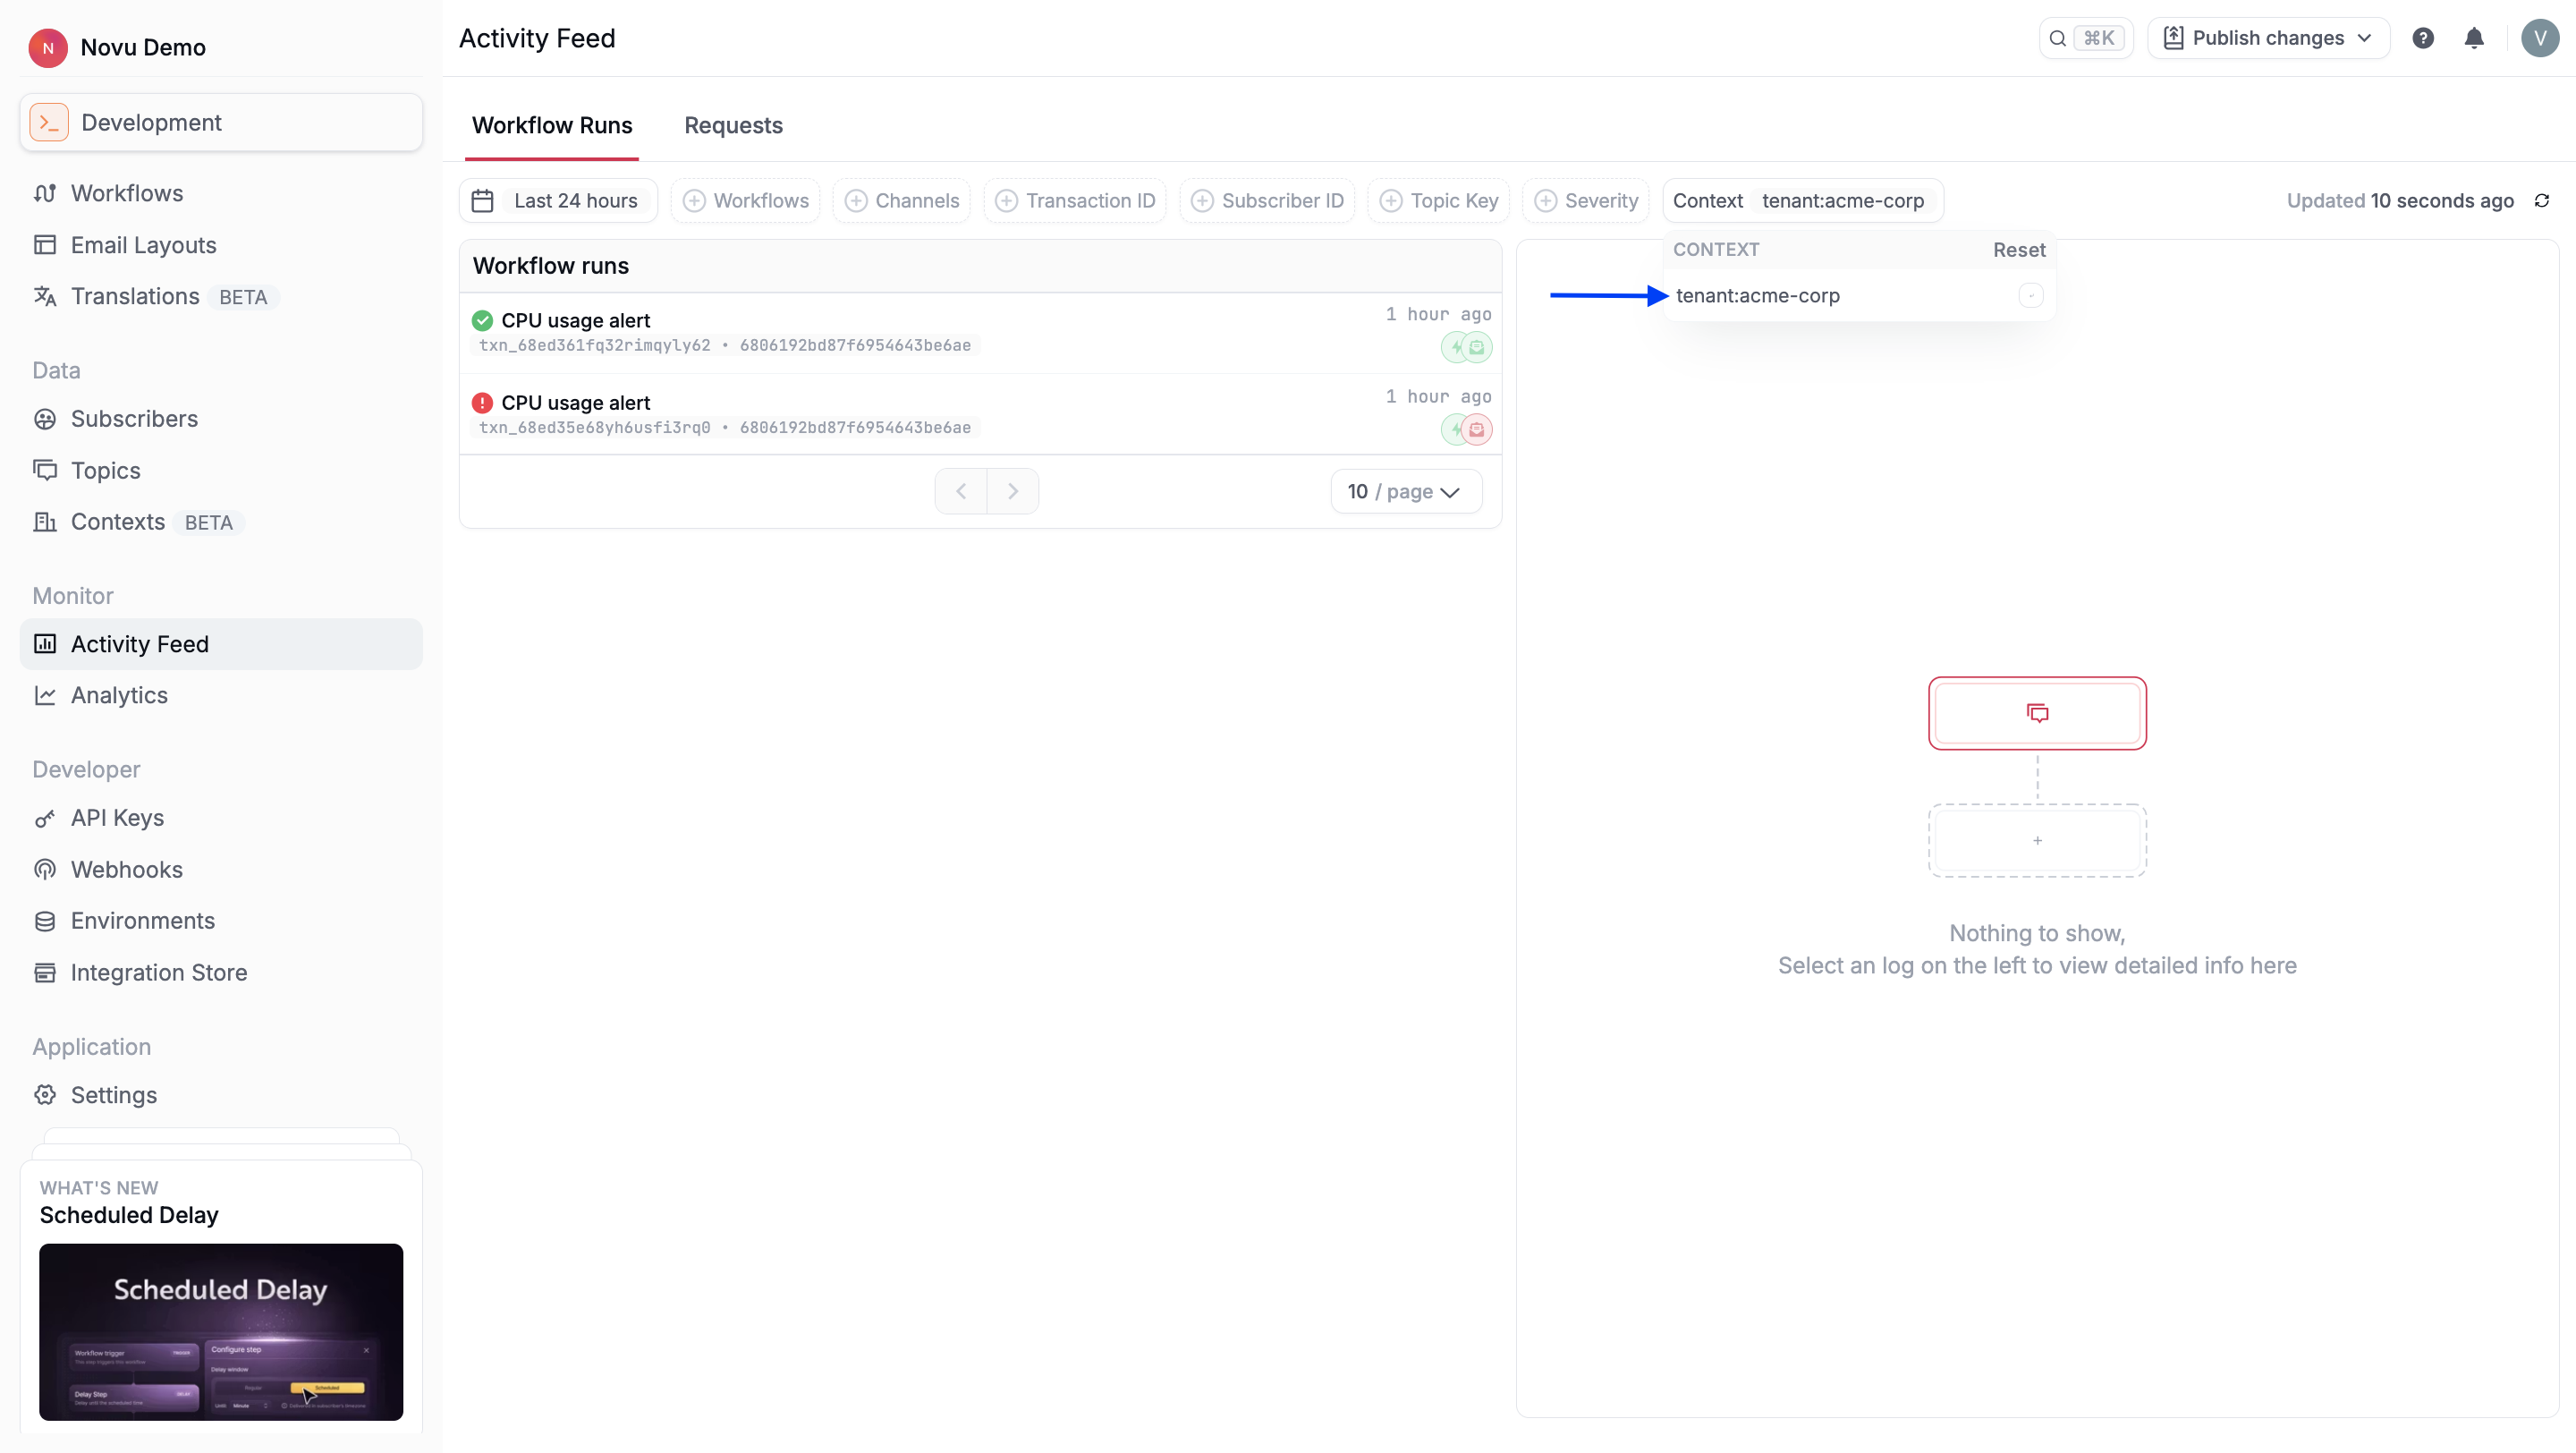 N Novu Demo
Development
Workflows
Email Layouts
Translations BETA
Data
Subscribers
Topics
Contexts BETA
Monitor
Activity Feed
Analytics
Developer
API Keys
Webhooks
Environments
Integration Store
Application
Settings
WHAT'S NEW
Scheduled Delay
Scheduled Delay
Workflow trigger
Configure step
Delay window
Regular Scheduled
Delay Step
Minute
Activity Feed
⌘K
Publish changes
V
Workflow Runs Requests
Last 24 hours Workflows Channels Transaction ID Subscriber ID Topic Key Severity Context tenant:acme-corp
Updated 10 seconds ago
CONTEXT Reset
tenant:acme-corp
Workflow runs
CPU usage alert 1 hour ago
txn_68ed361fq32rimqyly62 • 6806192bd87f6954643be6ae
CPU usage alert 1 hour ago
txn_68ed35e68yh6usfi3rq0 • 6806192bd87f6954643be6ae
10 / page
Nothing to show,
Select an log on the left to view detailed info here